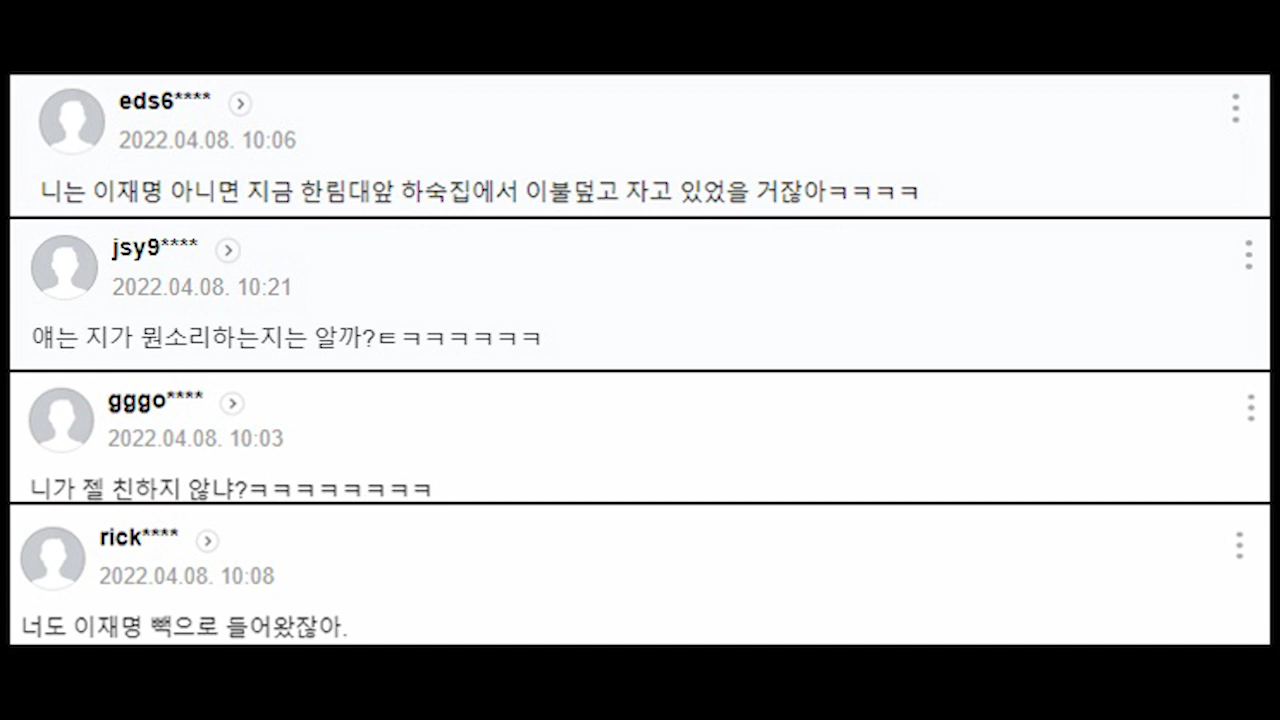 eds6****
2022.04.08. 10:06
니는 이재명 아니면 지금 한림대앞 하숙집에서 이불덮고 자고 있었을 거잖아ㅋㅋㅋㅋ
jsy9****
2022.04.08. 10:21
얘는 지가 뭔소리하는지는 알까?ㅌㅋㅋㅋㅋㅋㅋ
gggo****
2022.04.08. 10:03
니가 젤 친하지 않냐?ㅋㅋㅋㅋㅋㅋㅋㅋ
rick****
2022.04.08. 10:08
너도 이재명 빽으로 들어왔잖아.